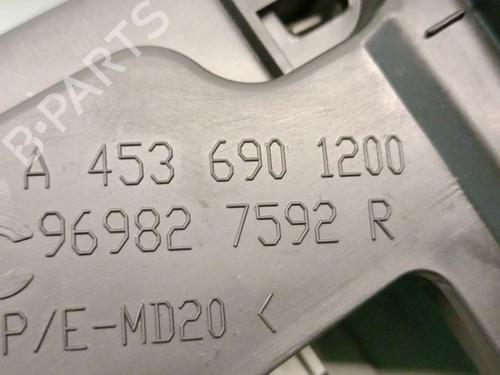 B-PARTS
A 453 690 1200
96982 7592 R
P/E-MD20 <